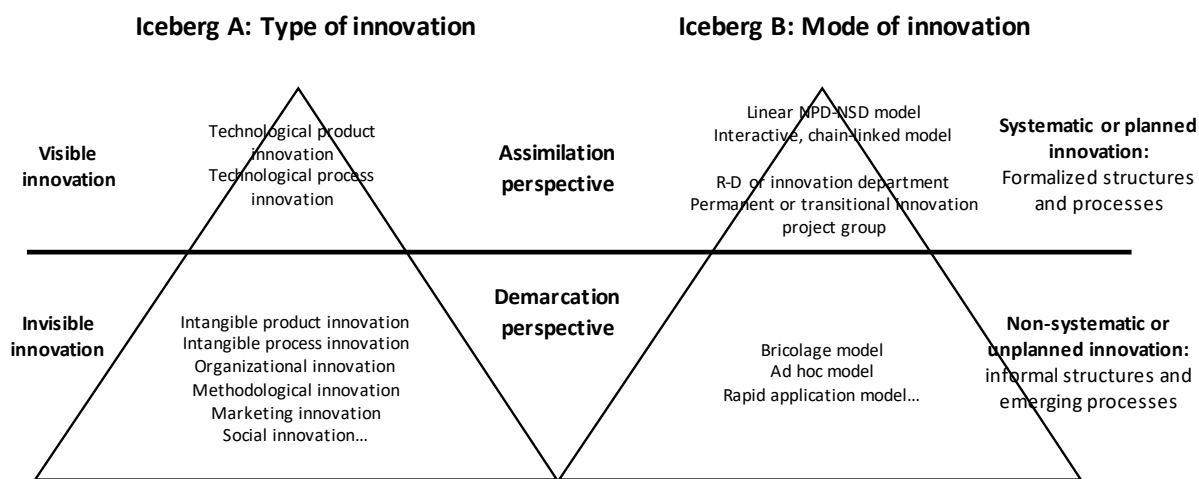 Iceberg A: Type of innovation
Iceberg B: Mode of innovation
Visible
innovation
Technological product
innovation
Technological process
innovation
Assimilation
perspective
Linear NPD-NSD model
Interactive, chain-linked model
R-D or innovation department
Permanent or transitional innovation
project group
Systematic or planned
innovation:
Formalized structures
and processes
Invisible
innovation
Intangible product innovation
Intangible process innovation
Organizational innovation
Methodological innovation
Marketing innovation
Social innovation…
Demarcation
perspective
Bricolage model
Ad hoc model
Rapid application model…
Non-systematic or
unplanned innovation:
informal structures and
emerging processes